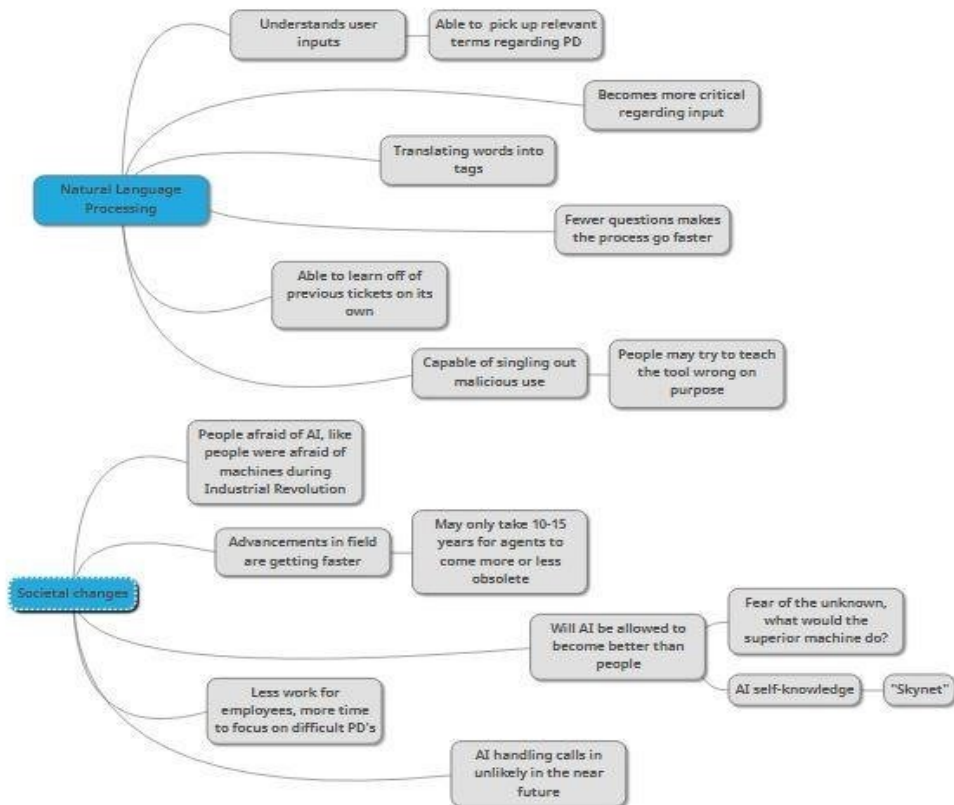 Understands user
inputs
Able to pick up relevant
terms regarding PD
Becomes more critical
regarding input
Translating words into
tags
Natural Language
Processing
Fewer questions makes
the process go faster
Able to learn off of
previous tickets on its
own
Capable of singling out
malicious use
People may try to teach
the tool wrong on
purpose
People afraid of AI, like
people were afraid of
machines during
Industrial Revolution
Advancements in field
are getting faster
May only take 10-15
years for agents to
come more or less
obsolete
Societal changes
Will AI be allowed to
become better than
people
Fear of the unknown,
what would the
superior machine do?
AI self-knowledge
"Skynet"
Less work for
employees, more time
to focus on difficult PD's
AI handling calls in
unlikely in the near
future